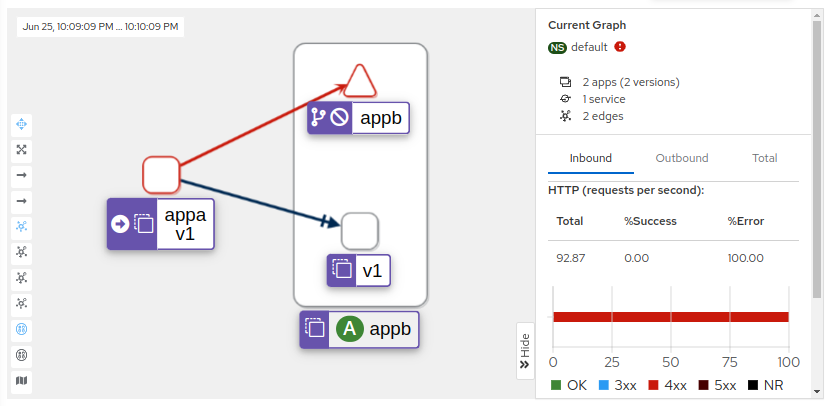 Jun 25, 10:09:09 PM ... 10:10:09 PM
appb
appa
v1
v1
A appb
Hide
Current Graph
NS default
2 apps (2 versions)
1 service
2 edges
Inbound Outbound Total
HTTP (requests per second):
Total %Success %Error
92.87 0.00 100.00
0 25 50 75 100
OK 3xx 4xx 5xx NR